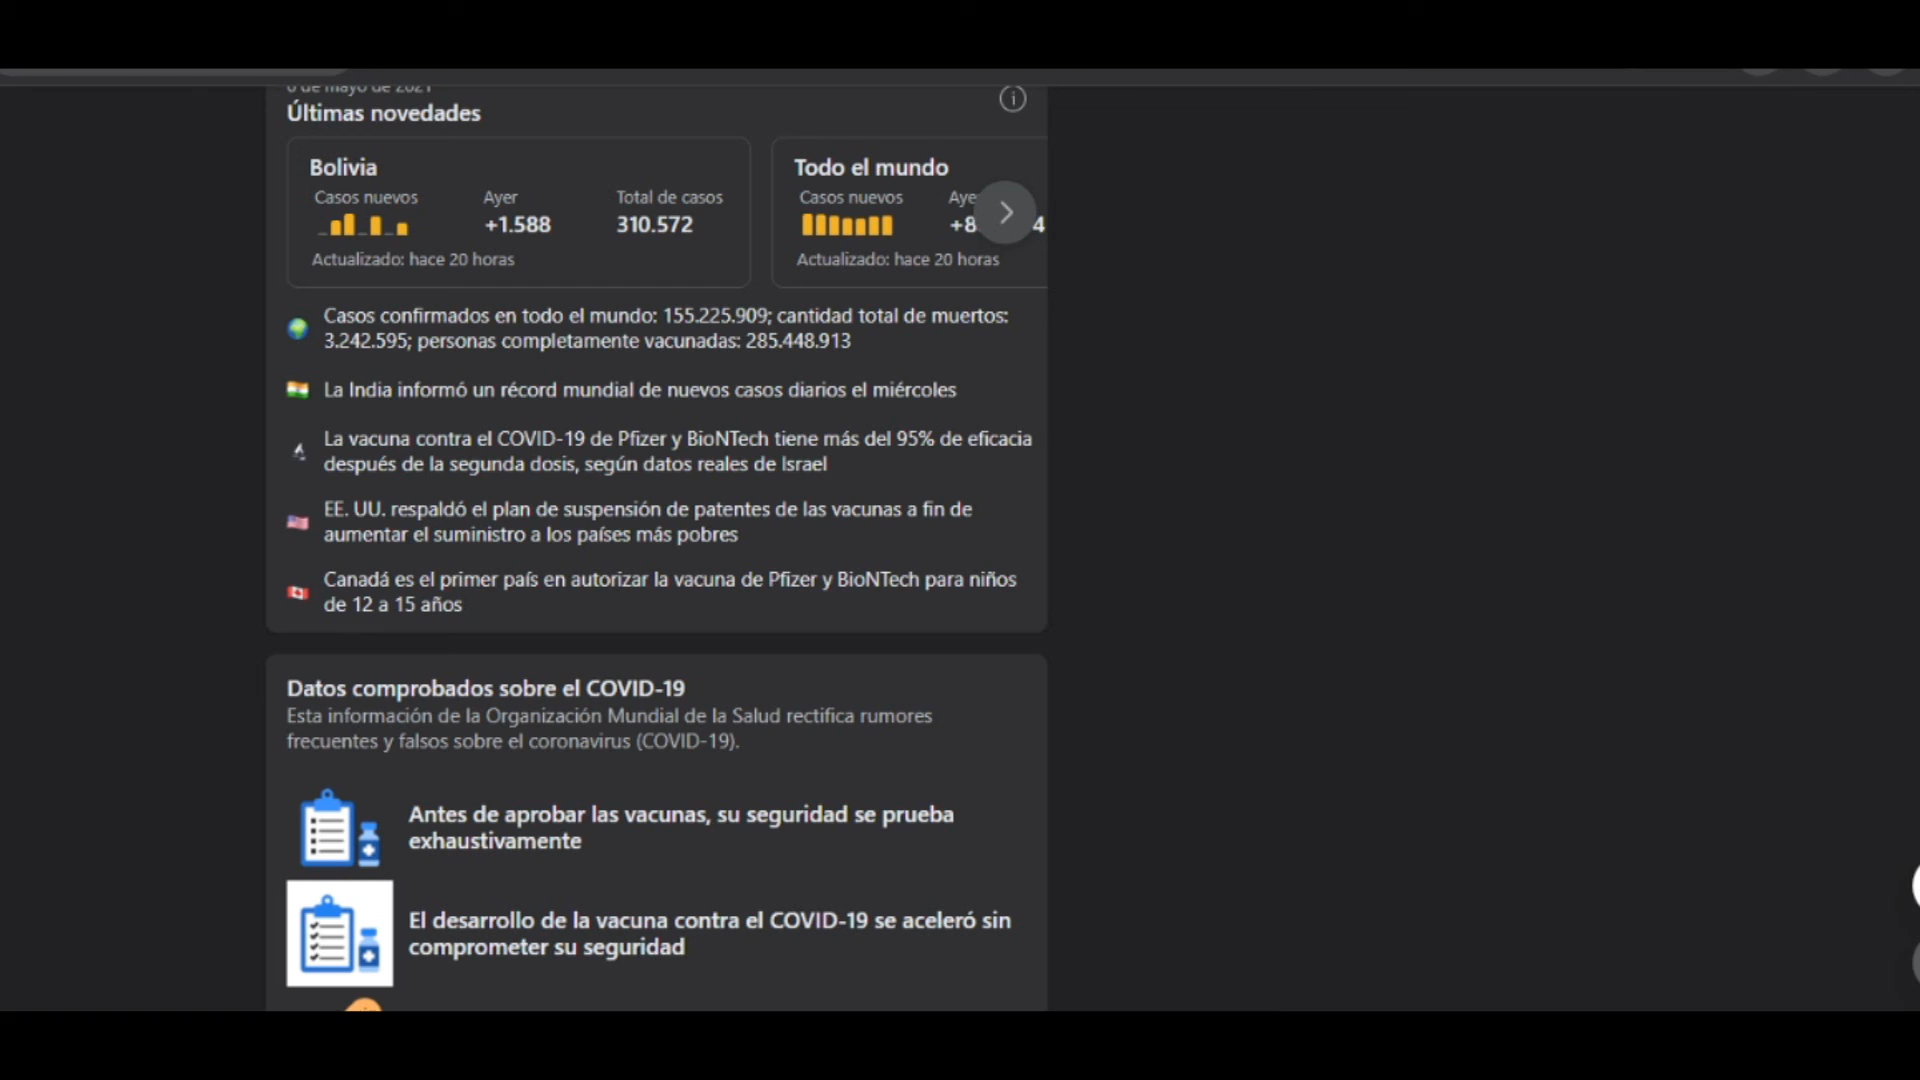 6 de mayo de 2021
Últimas novedades
Bolivia
Casos nuevos Ayer Total de casos
+1.588 310.572
Actualizado: hace 20 horas
Todo el mundo
Casos nuevos
Actualizado: hace 20 horas
Casos confirmados en todo el mundo: 155.225.909; cantidad total de muertos:
3.242.595; personas completamente vacunadas: 285.448.913
La India informó un récord mundial de nuevos casos diarios el miércoles
La vacuna contra el COVID-19 de Pfizer y BioNTech tiene más del 95% de eficacia
después de la segunda dosis, según datos reales de Israel
EE. UU. respaldó el plan de suspensión de patentes de las vacunas a fin de
aumentar el suministro a los países más pobres
Canadá es el primer país en autorizar la vacuna de Pfizer y BioNTech para niños
de 12 a 15 años
Datos comprobados sobre el COVID-19
Esta información de la Organización Mundial de la Salud rectifica rumores
frecuentes y falsos sobre el coronavirus (COVID-19).
Antes de aprobar las vacunas, su seguridad se prueba
exhaustivamente
El desarrollo de la vacuna contra el COVID-19 se aceleró sin
comprometer su seguridad